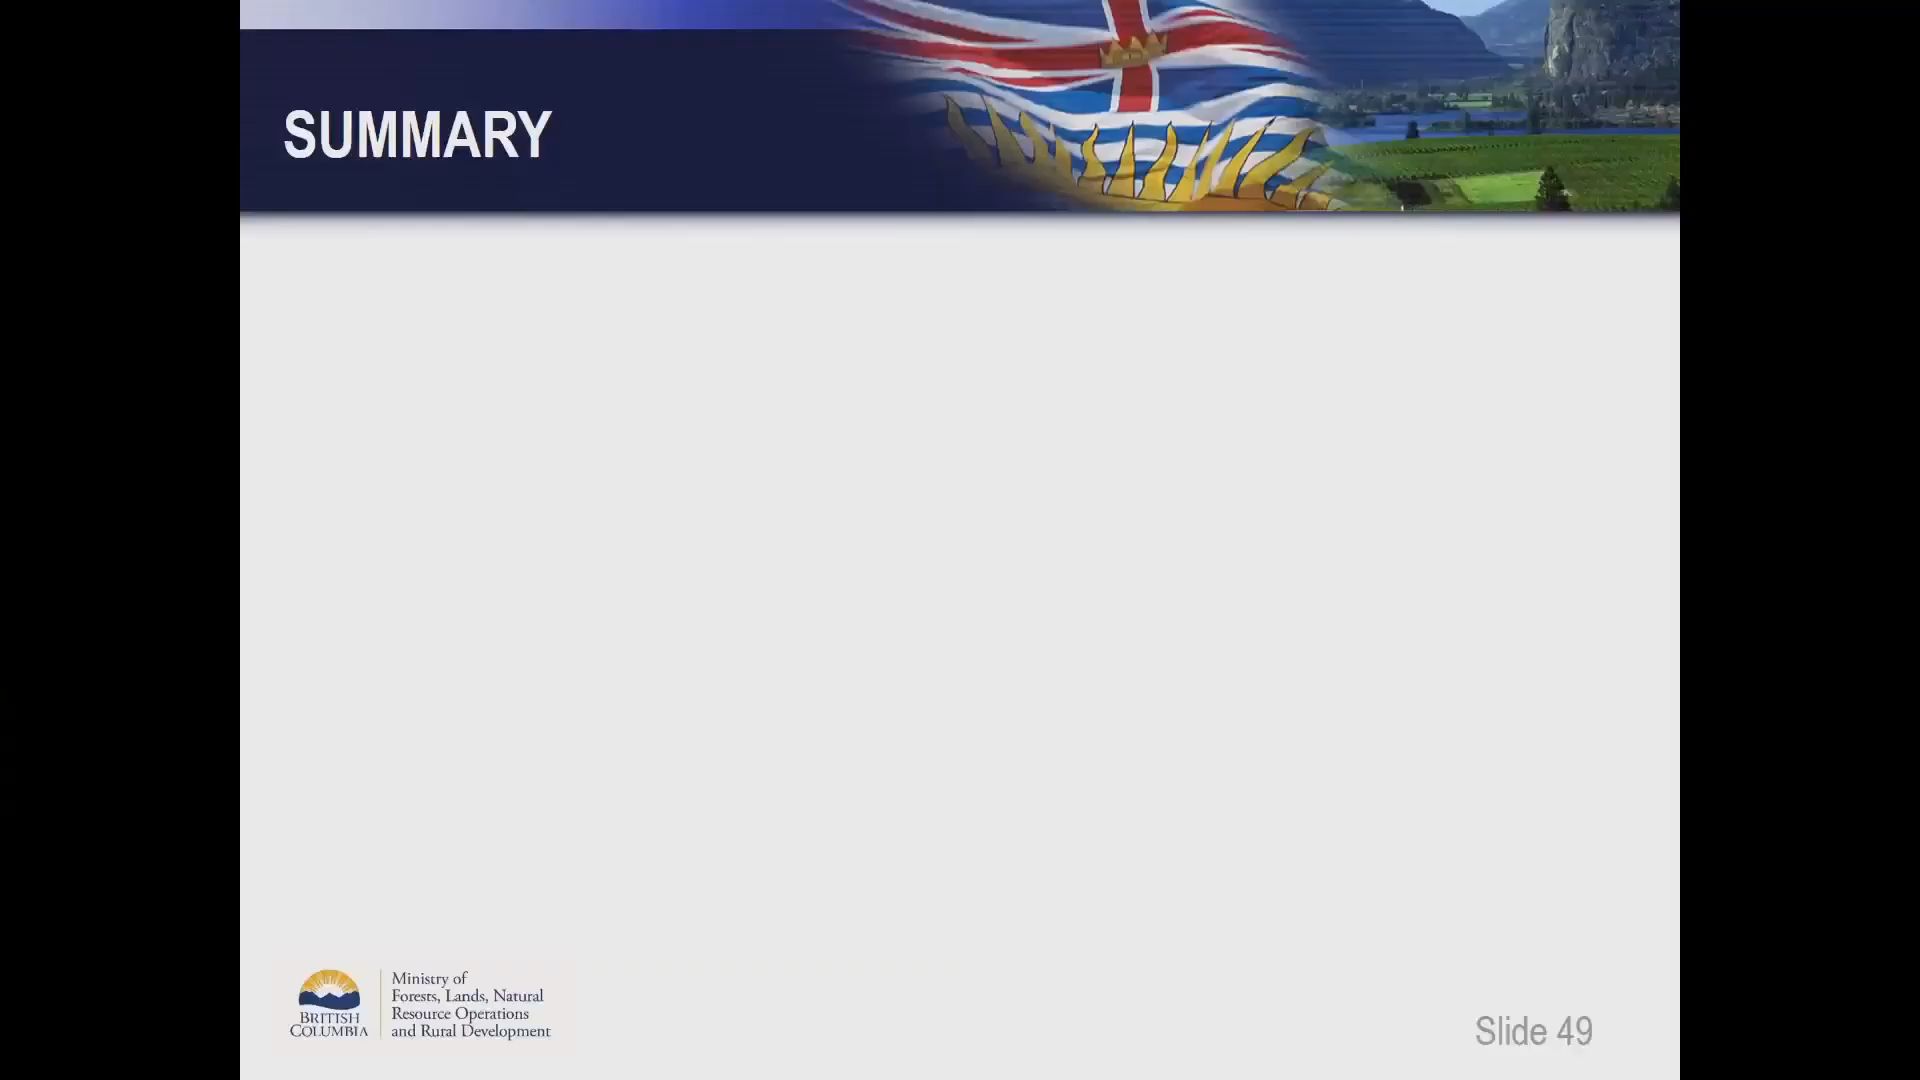 SUMMARY
BRITISH
COLUMBIA
Ministry of
Forests, Lands, Natural
Resource Operations
and Rural Development
Slide 49